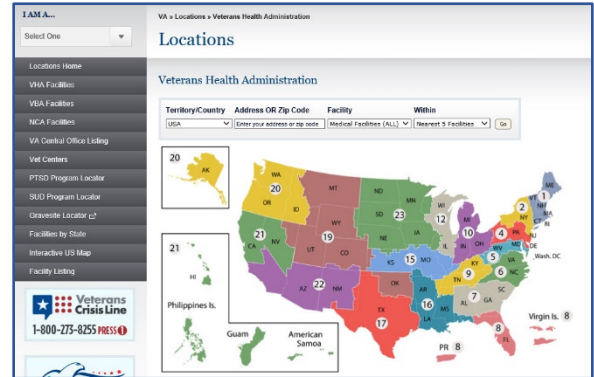 I AM A...
Select One
Locations Home
VHA Facilities
VBA Facilities
NCA Facilities
VA Central Office Listing
Vet Centers
PTSD Program Locator
SUD Program Locator
Gravesite Locator
Facilities by State
Interactive US Map
Facility Listing
Veterans
Crisis Line
1-800-273-8255 PRESS 1
VA » Locations » Veterans Health Administration
Locations
Veterans Health Administration
Territory/Country Address OR Zip Code Facility Within
USA Enter your address or zip code Medical Facilities (ALL) Nearest 5 Facilities Go
20
AK
21
HI
Philippines Is.
Guam
American
Samoa
WA
20
OR
ID
MT
WY
19
UT
CO
21
CA
NV
AZ
22
NM
ND
MN
SD
23
NE
IA
KS
15
MO
OK
TX
17
AR
16
LA
MS
WI
12
IL
MI
10
IN
OH
KY
9
TN
AL
7
GA
SC
6
NC
5
WV
MD
4
PA
DE
NJ
Wash. DC
2
NY
VT
1
ME
NH
MA
CT
RI
8
FL
PR 8
Virgin Is. 8